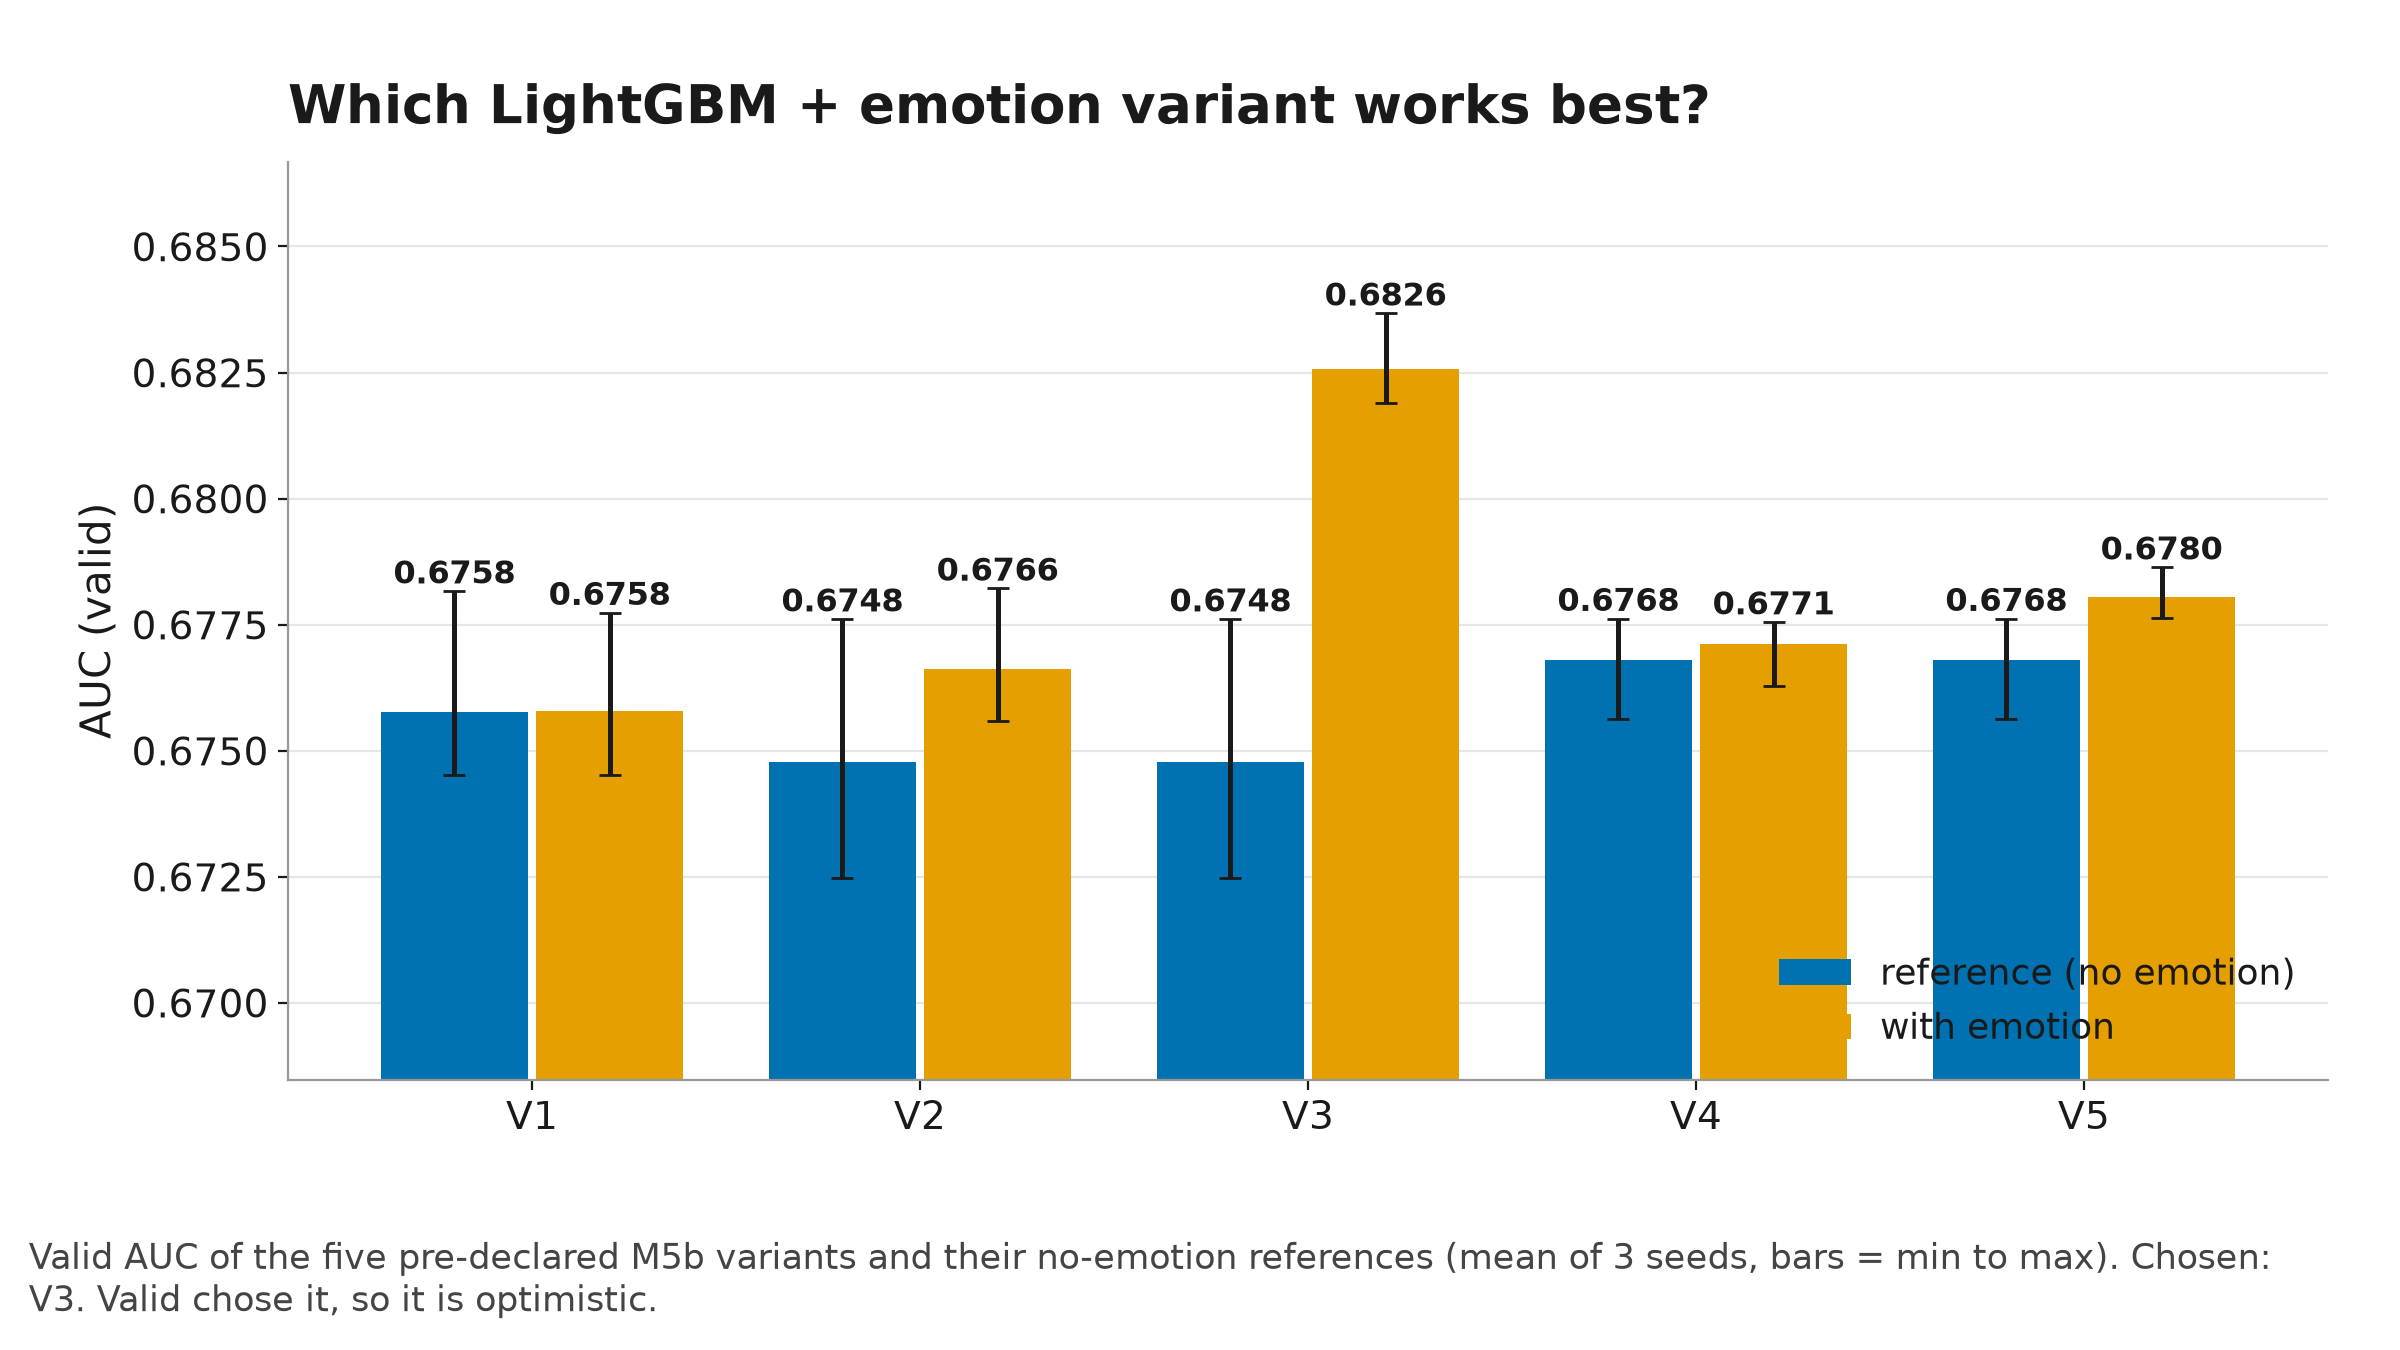 Which LightGBM + emotion variant works best?
AUC (valid)
0.6850
0.6825
0.6800
0.6775
0.6750
0.6725
0.6700
0.6758
0.6758
0.6748
0.6766
0.6748
0.6826
0.6768
0.6771
0.6768
0.6780
reference (no emotion)
with emotion
V1
V2
V3
V4
V5
Valid AUC of the five pre-declared M5b variants and their no-emotion references (mean of 3 seeds, bars = min to max). Chosen:
V3. Valid chose it, so it is optimistic.